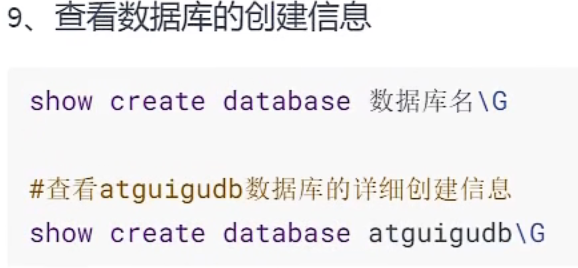 9、查看数据库的创建信息
show create database 数据库名\G
#查看atguigudb数据库的详细创建信息
show create database atguigudb\G